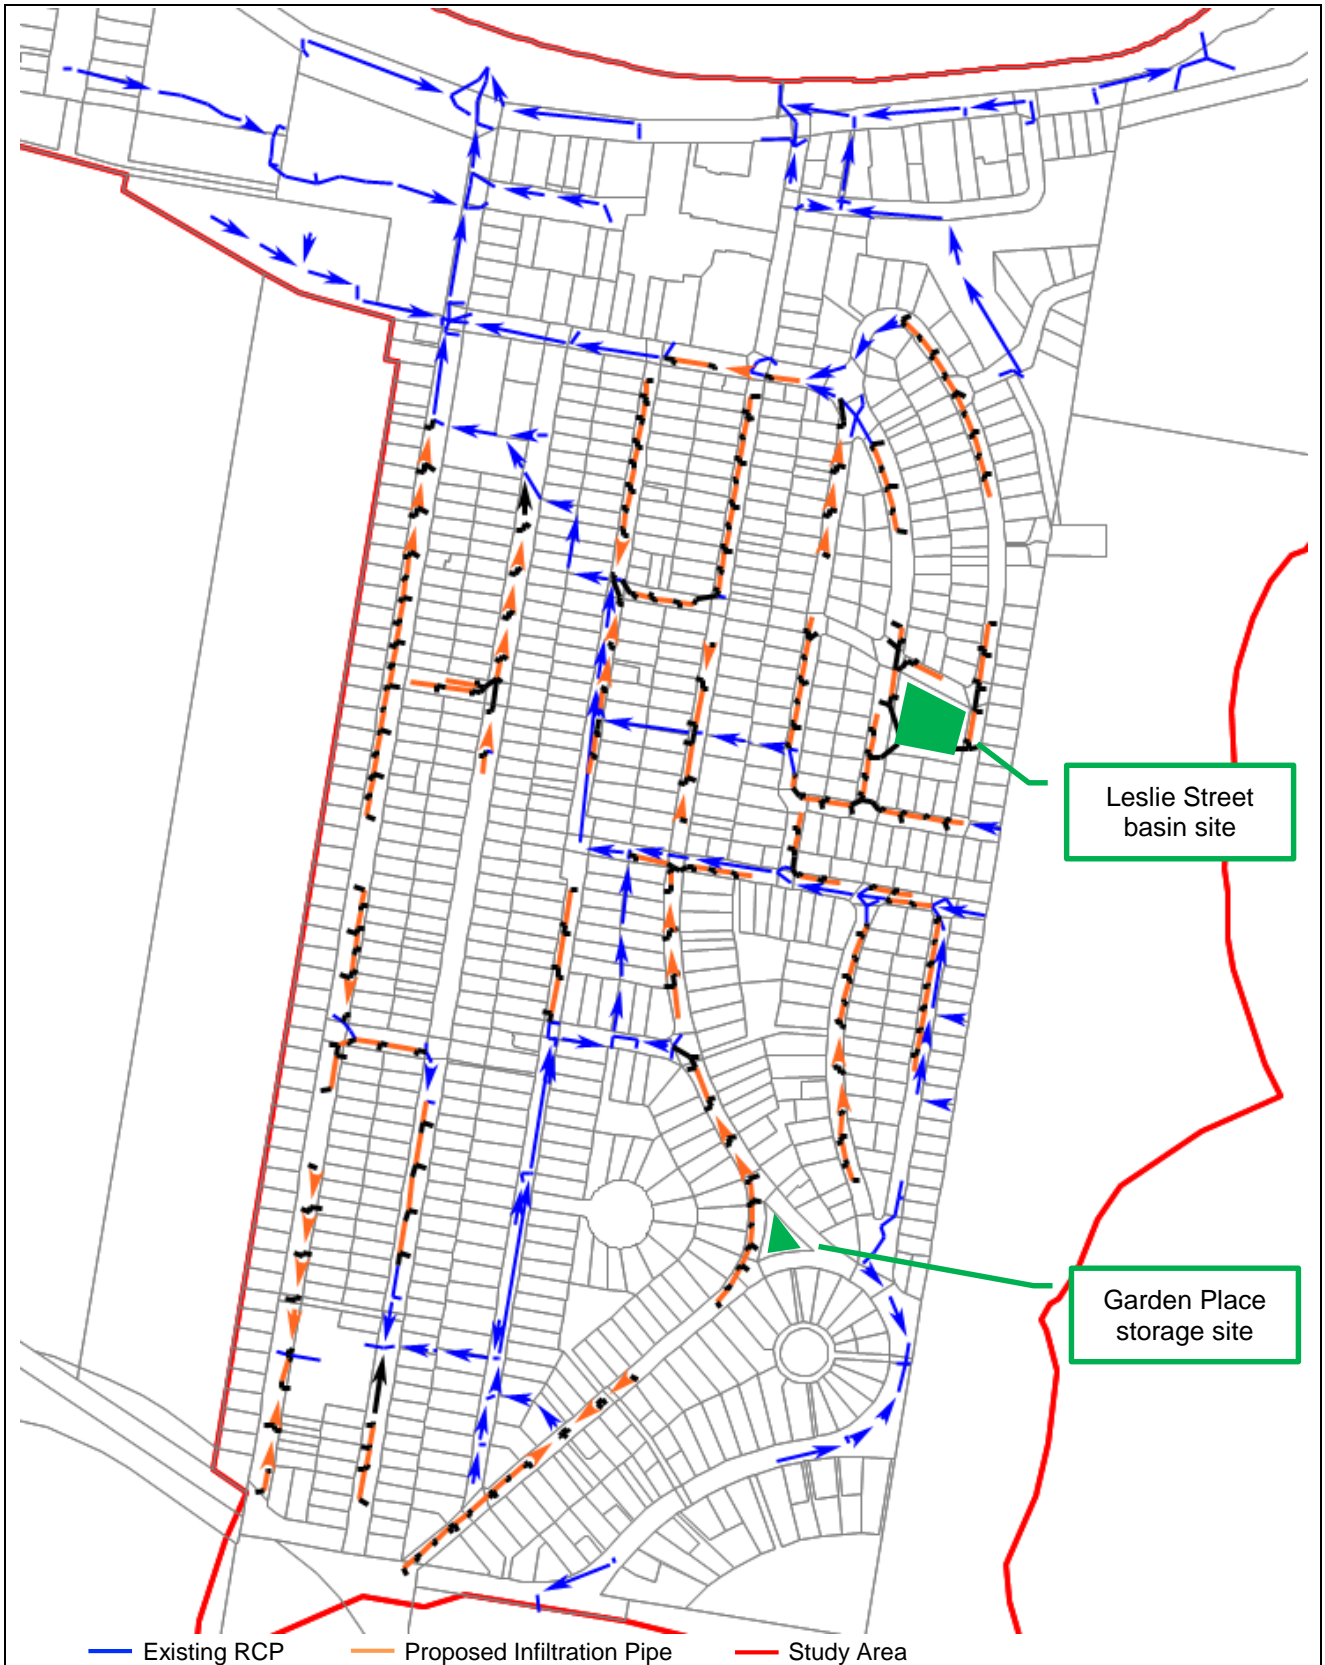 Leslie Street
basin site
Garden Place
storage site
Existing RCP
Proposed Infiltration Pipe
Study Area